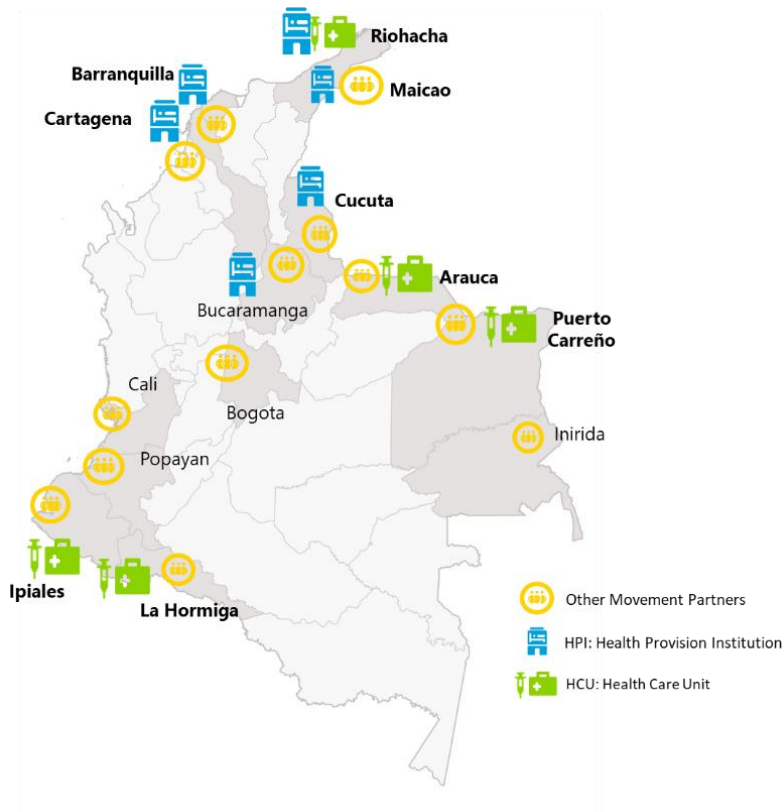 Riohacha
Barranquilla
Maicao
Cartagena
Cucuta
Arauca
Bucaramanga
Puerto
Carreño
Cali
Bogota
Inirida
Popayan
Ipiales
La Hormiga
Other Movement Partners
HPI: Health Provision Institution
HCU: Health Care Unit